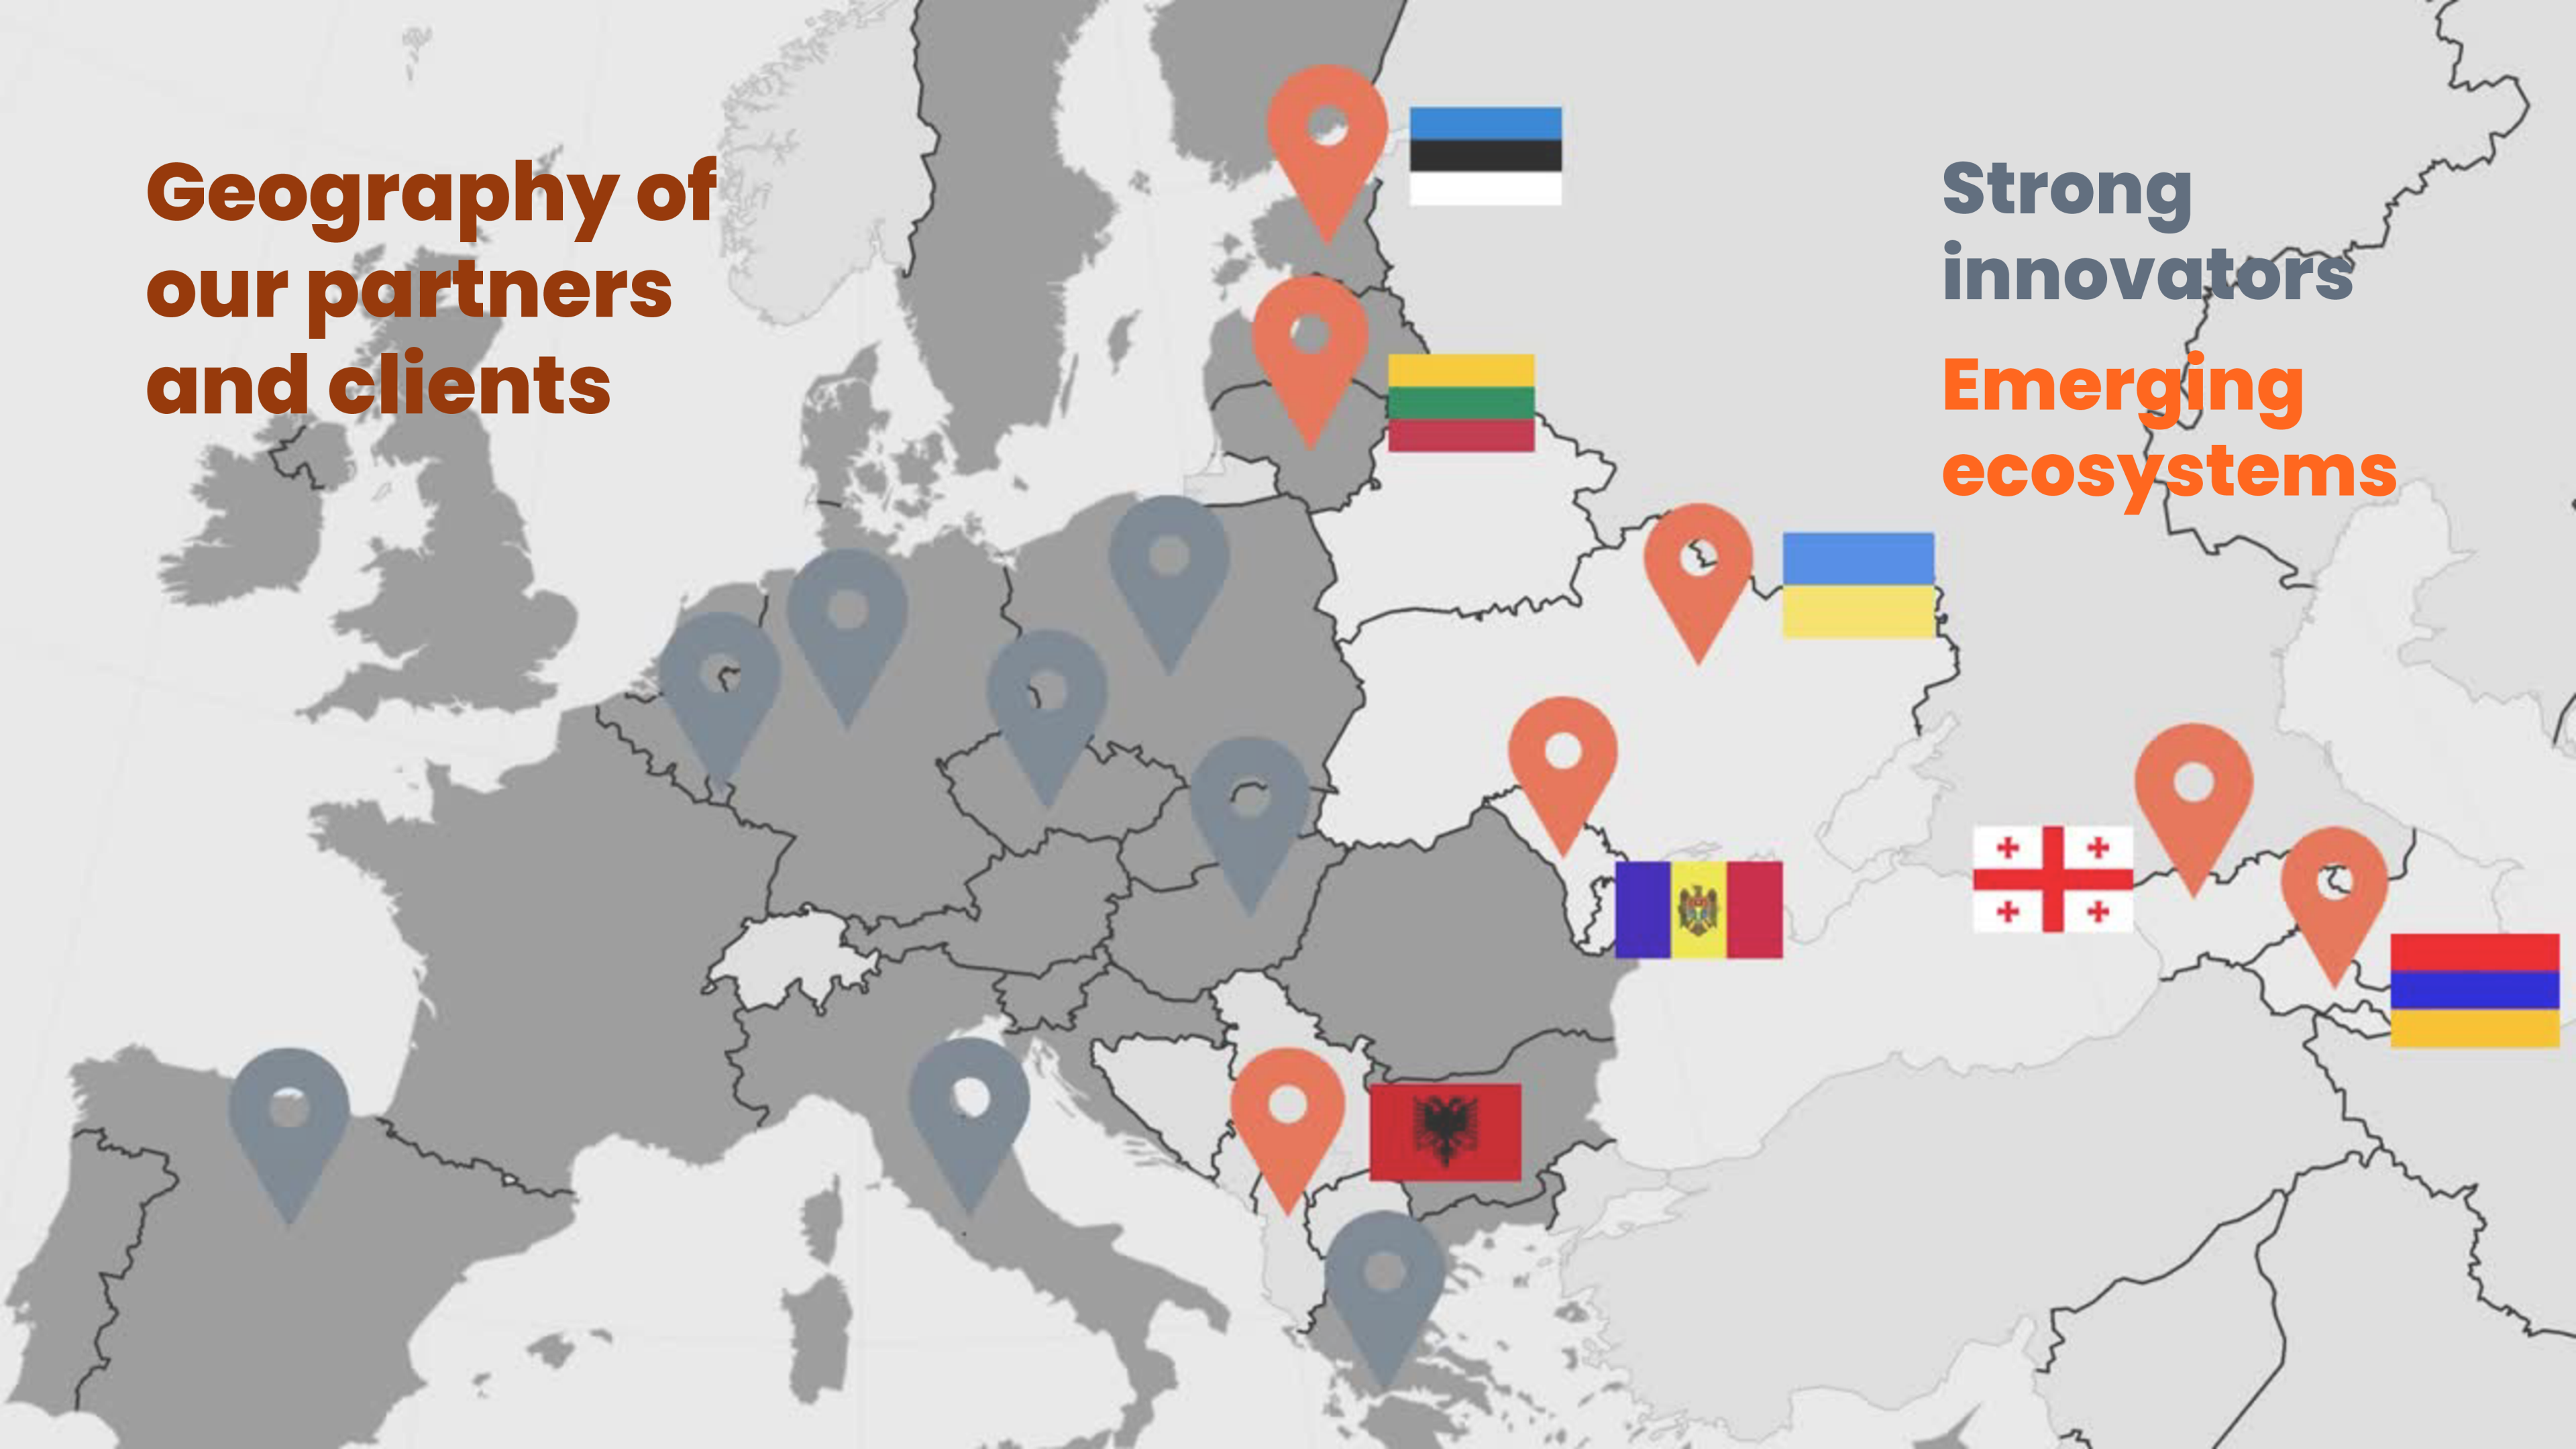 Geography of
our partners
and clients
Strong
innovators
Emerging
ecosystems